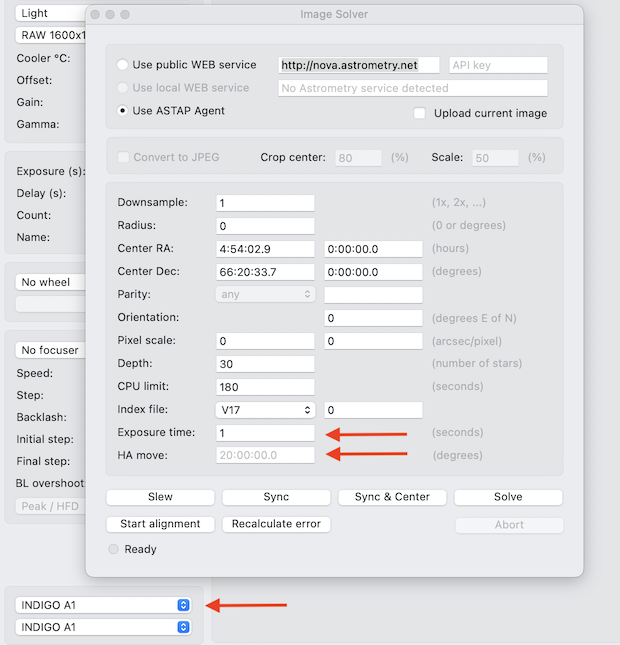 Image Solver
Light
RAW 1600x1
Cooler °C:
Offset:
Gain:
Gamma:
Exposure (s):
Delay (s):
Count:
Name:
No wheel
No focuser
Speed:
Step:
Backlash:
Initial step:
Final step:
BL overshoot
Peak / HFD
INDIGO A1
INDIGO A1
Use public WEB service http://nova.astrometry.net API key
Use local WEB service No Astrometry service detected
Use ASTAP Agent Upload current image
Convert to JPEG Crop center: 80 (%) Scale: 50 (%)
Downsample: 1 (1x, 2x, ...)
Radius: 0 (0 or degrees)
Center RA: 4:54:02.9 0:00:00.0 (hours)
Center Dec: 66:20:33.7 0:00:00.0 (degrees)
Parity: any
Orientation: 0 (degrees E of N)
Pixel scale: 0 0 (arcsec/pixel)
Depth: 30 (number of stars)
CPU limit: 180 (seconds)
Index file: V17 0
Exposure time: 1 (seconds)
HA move: 20:00:00.0 (degrees)
Slew Sync Sync & Center Solve
Start alignment Recalculate error Abort
Ready